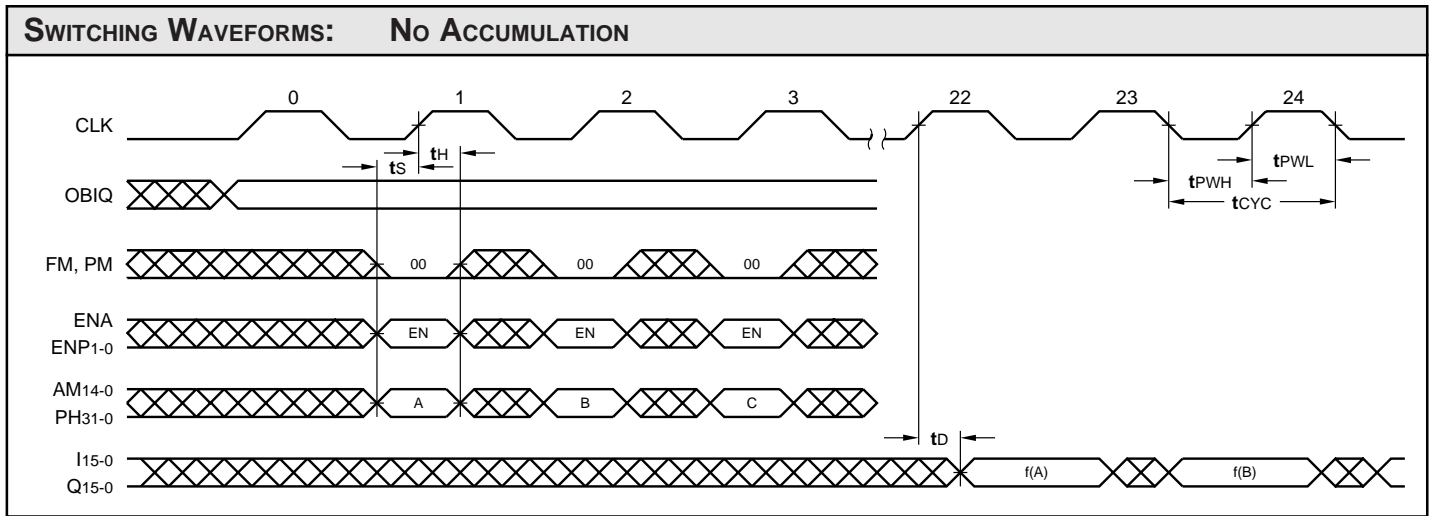 SWITCHING WAVEFORMS: NO ACCUMULATION
0 1 2 3 22 23 24
CLK
tS tH
tPWH tPWL
tCYC
OBIQ
FM, PM 00 00 00
ENA
ENP1-0
EN EN EN
AM14-0
PH31-0
A B C
tD
I15-0
Q15-0
f(A) f(B)